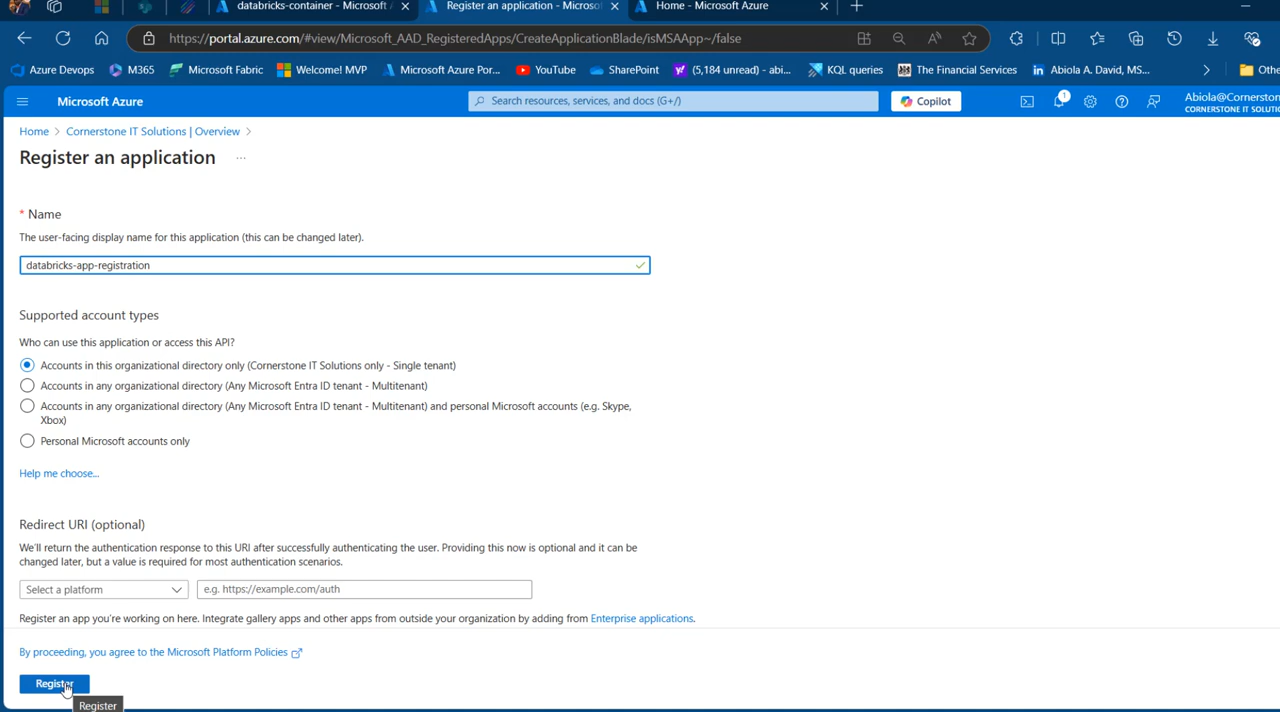 databricks-container - Microsoft A
Register an application - Microso
Home - Microsoft Azure
https://portal.azure.com/#view/Microsoft_AAD_RegisteredApps/CreateApplicationBlade/isMSAApp~/false
Azure Devops
M365
Microsoft Fabric
Welcome! MVP
Microsoft Azure Por...
YouTube
SharePoint
(5,184 unread) - abi...
KQL queries
The Financial Services
Abiola A. David, MS...
Othe
Microsoft Azure
Search resources, services, and docs (G+/)
Copilot
1
Abiola@Cornerston
CORNERSTONE IT SOLUTIO
Home > Cornerstone IT Solutions | Overview >
Register an application ...
* Name
The user-facing display name for this application (this can be changed later).
databricks-app-registration
Supported account types
Who can use this application or access this API?
Accounts in this organizational directory only (Cornerstone IT Solutions only - Single tenant)
Accounts in any organizational directory (Any Microsoft Entra ID tenant - Multitenant)
Accounts in any organizational directory (Any Microsoft Entra ID tenant - Multitenant) and personal Microsoft accounts (e.g. Skype,
Xbox)
Personal Microsoft accounts only
Help me choose...
Redirect URI (optional)
We'll return the authentication response to this URI after successfully authenticating the user. Providing this now is optional and it can be
changed later, but a value is required for most authentication scenarios.
Select a platform
e.g. https://example.com/auth
Register an app you're working on here. Integrate gallery apps and other apps from outside your organization by adding from Enterprise applications.
By proceeding, you agree to the Microsoft Platform Policies
Register
Register